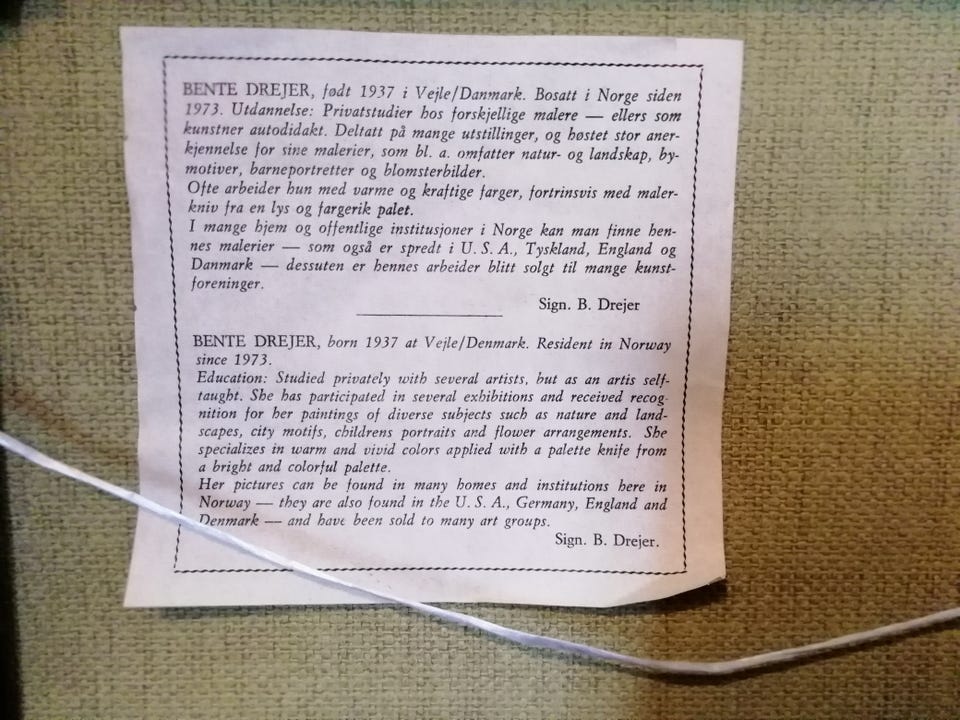 BENTE DREJER, født 1937 i Vejle/Danmark. Bosatt i Norge siden
1973. Utdannelse: Privatstudier hos forskjellige malere — ellers som
kunstner autodidakt. Deltatt på mange utstillinger, og høstet stor aner-
kjennelse for sine malerier, som bl. a. omfatter natur- og landskap, by-
motiver, barneportretter og blomsterbilder.
Ofte arbeider hun med varme og kraftige farger, fortrinsvis med maler-
kniv fra en lys og fargerik palet.
I mange hjem og offentlige institusjoner i Norge kan man finne hen-
nes malerier — som også er spredt i U. S. A., Tyskland, England og
Danmark — dessuten er hennes arbeider blitt solgt til mange kunst-
foreninger.
Sign. B. Drejer
BENTE DREJER, born 1937 at Vejle/Denmark. Resident in Norway
since 1973.
Education: Studied privately with several artists, but as an artis self-
taught. She has participated in several exhibitions and received recog-
nition for her paintings of diverse subjects such as nature and land-
scapes, city motifs, childrens portraits and flower arrangements. She
specializes in warm and vivid colors applied with a palette knife from
a bright and colorful palette.
Her pictures can be found in many homes and institutions here in
Norway — they are also found in the U. S. A., Germany, England and
Denmark — and have been sold to many art groups.
Sign. B. Drejer.